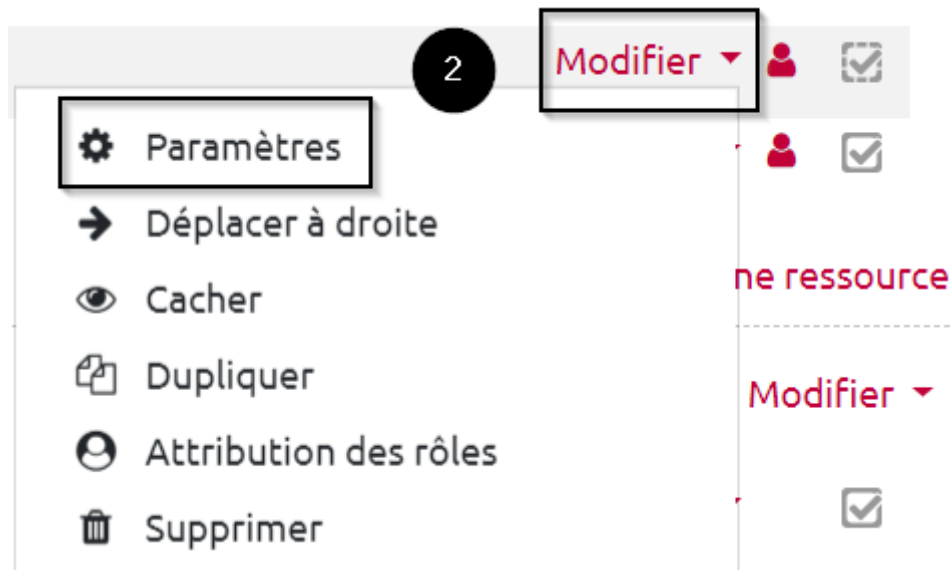 2
Modifier
Paramètres
Déplacer à droite
ne ressource
Cacher
Dupliquer
Modifier
Attribution des rôles
Supprimer